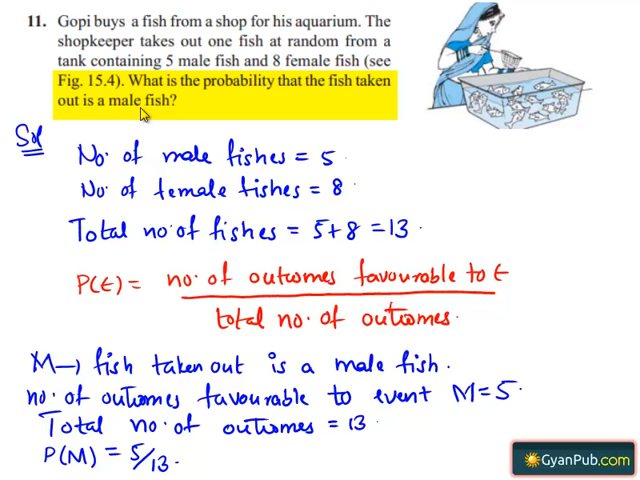 11. Gopi buys a fish from a shop for his aquarium. The
shopkeeper takes out one fish at random from a
tank containing 5 male fish and 8 female fish (see
Fig. 15.4). What is the probability that the fish taken
out is a male fish?
Sol
No. of male fishes = 5
No. of female fishes = 8
Total no. of fishes = 5+8 = 13.
P(E) = no. of outcomes favourable to E
total no. of outcomes.
M → fish taken out is a male fish.
no. of outcomes favourable to event M = 5.
Total no. of outcomes = 13.
P(M) = 5/13.
GyanPub.com